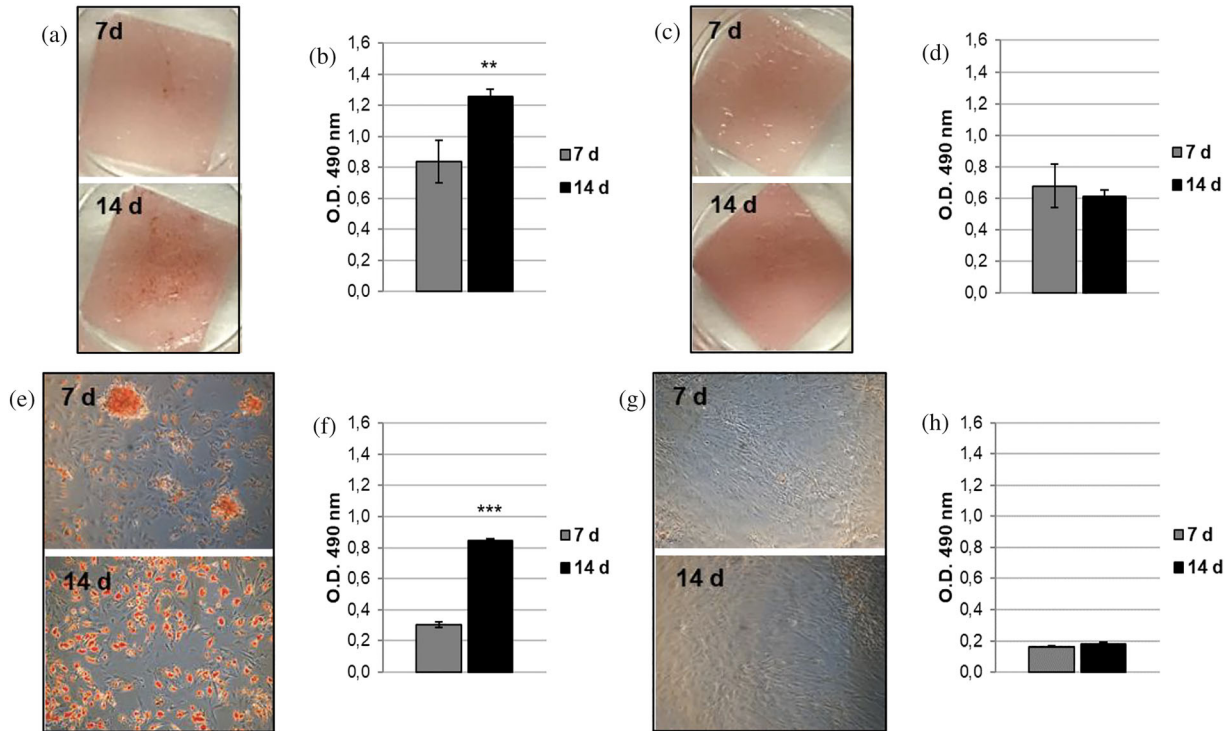 (a)
7d
14 d
(b)
O.D. 490 nm
1,6
1,4
1,2
1,0
0,8
0,6
0,4
0,2
0,0
**
7 d
14 d
(c)
7 d
14 d
(d)
O.D. 490 nm
1,6
1,4
1,2
1,0
0,8
0,6
0,4
0,2
0,0
7 d
14 d
(e)
7 d
14 d
(f)
O.D. 490 nm
1,6
1,4
1,2
1,0
0,8
0,6
0,4
0,2
0,0
***
7 d
14 d
(g)
7 d
14 d
(h)
O.D. 490 nm
1,6
1,4
1,2
1,0
0,8
0,6
0,4
0,2
0,0
7 d
14 d